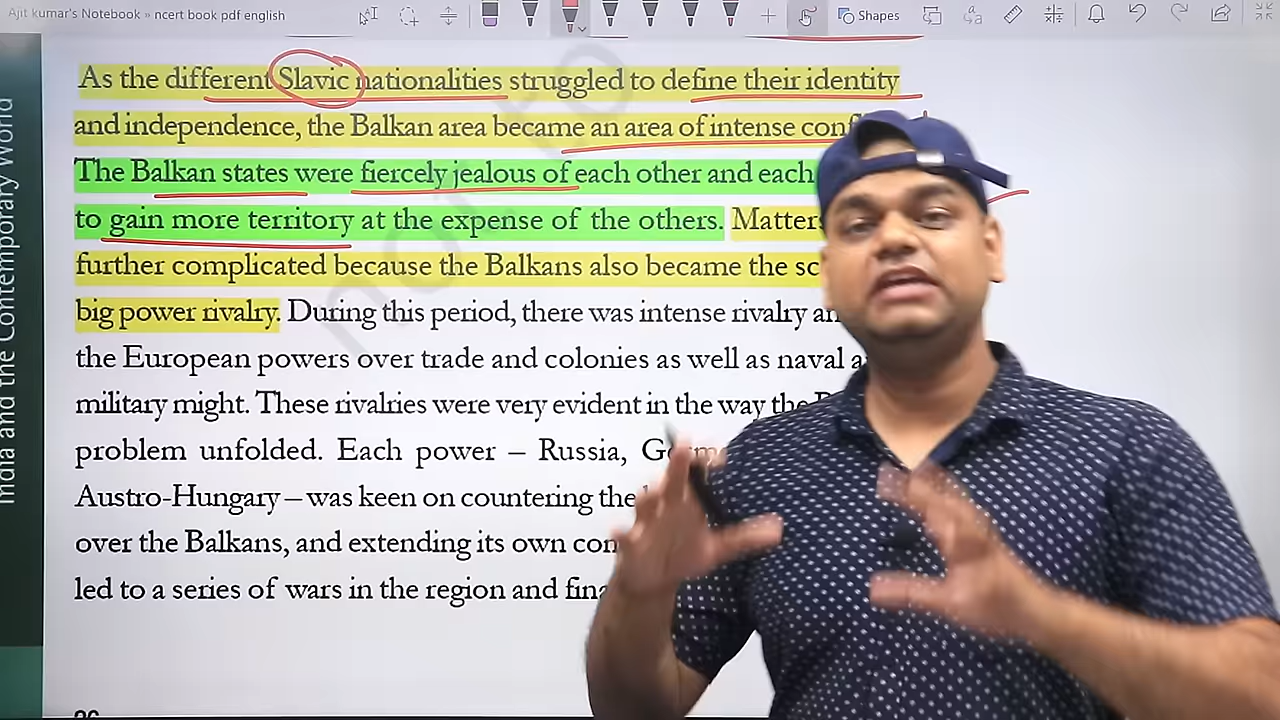 Ajit kumar's Notebook » ncert book pdf english
Shapes
India and the Contemporary World
not to
As the different Slavic nationalities struggled to define their identity
and independence, the Balkan area became an area of intense
The Balkan states were fiercely jealous of each other and each
to gain more territory at the expense of the others. Matters
further complicated because the Balkans also became the
big power rivalry. During this period, there was intense rivalry
the European powers over trade and colonies as well as naval
military might. These rivalries were very evident in the way the
problem unfolded. Each power – Russia,
Austro-Hungary – was keen on countering the
over the Balkans, and extending its own
led to a series of wars in the region and